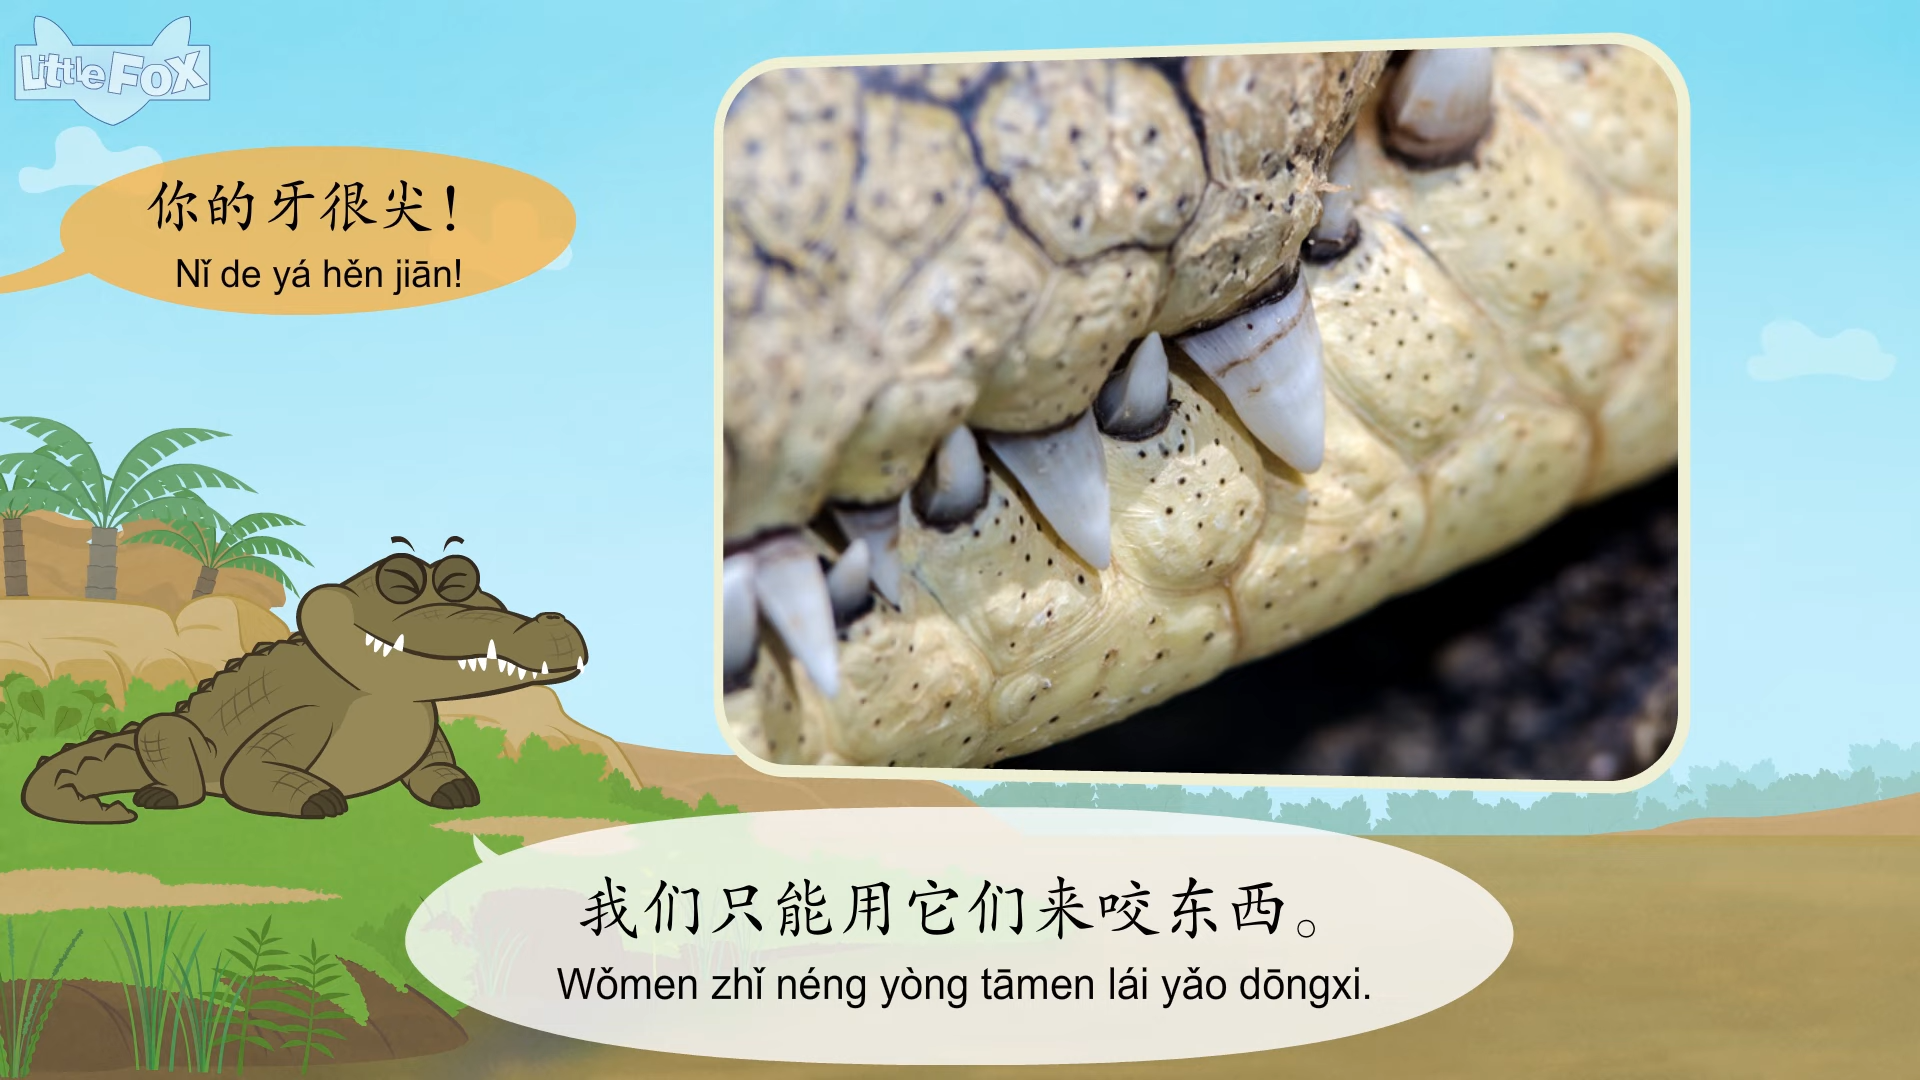 Little Fox
你的牙很尖！
Nǐ de yá hěn jiān!
我们只能用它们来咬东西。
Wǒmen zhǐ néng yòng tāmen lái yǎo dōngxi.